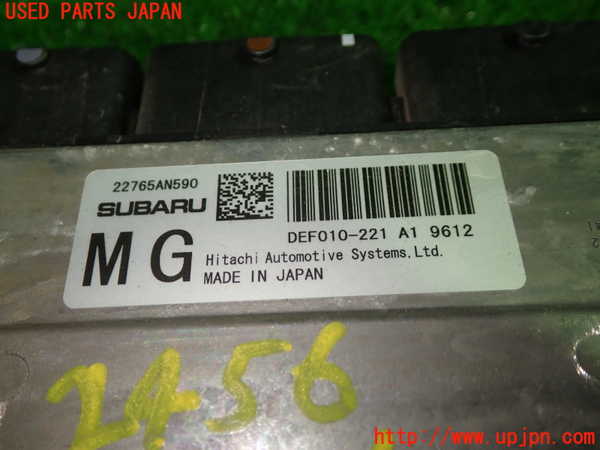 USED PARTS JAPAN
22765AN590
SUBARU
MG
DEF010-221 A1 9612
Hitachi Automotive Systems,Ltd.
MADE IN JAPAN
2456
http://www.upjpn.com/